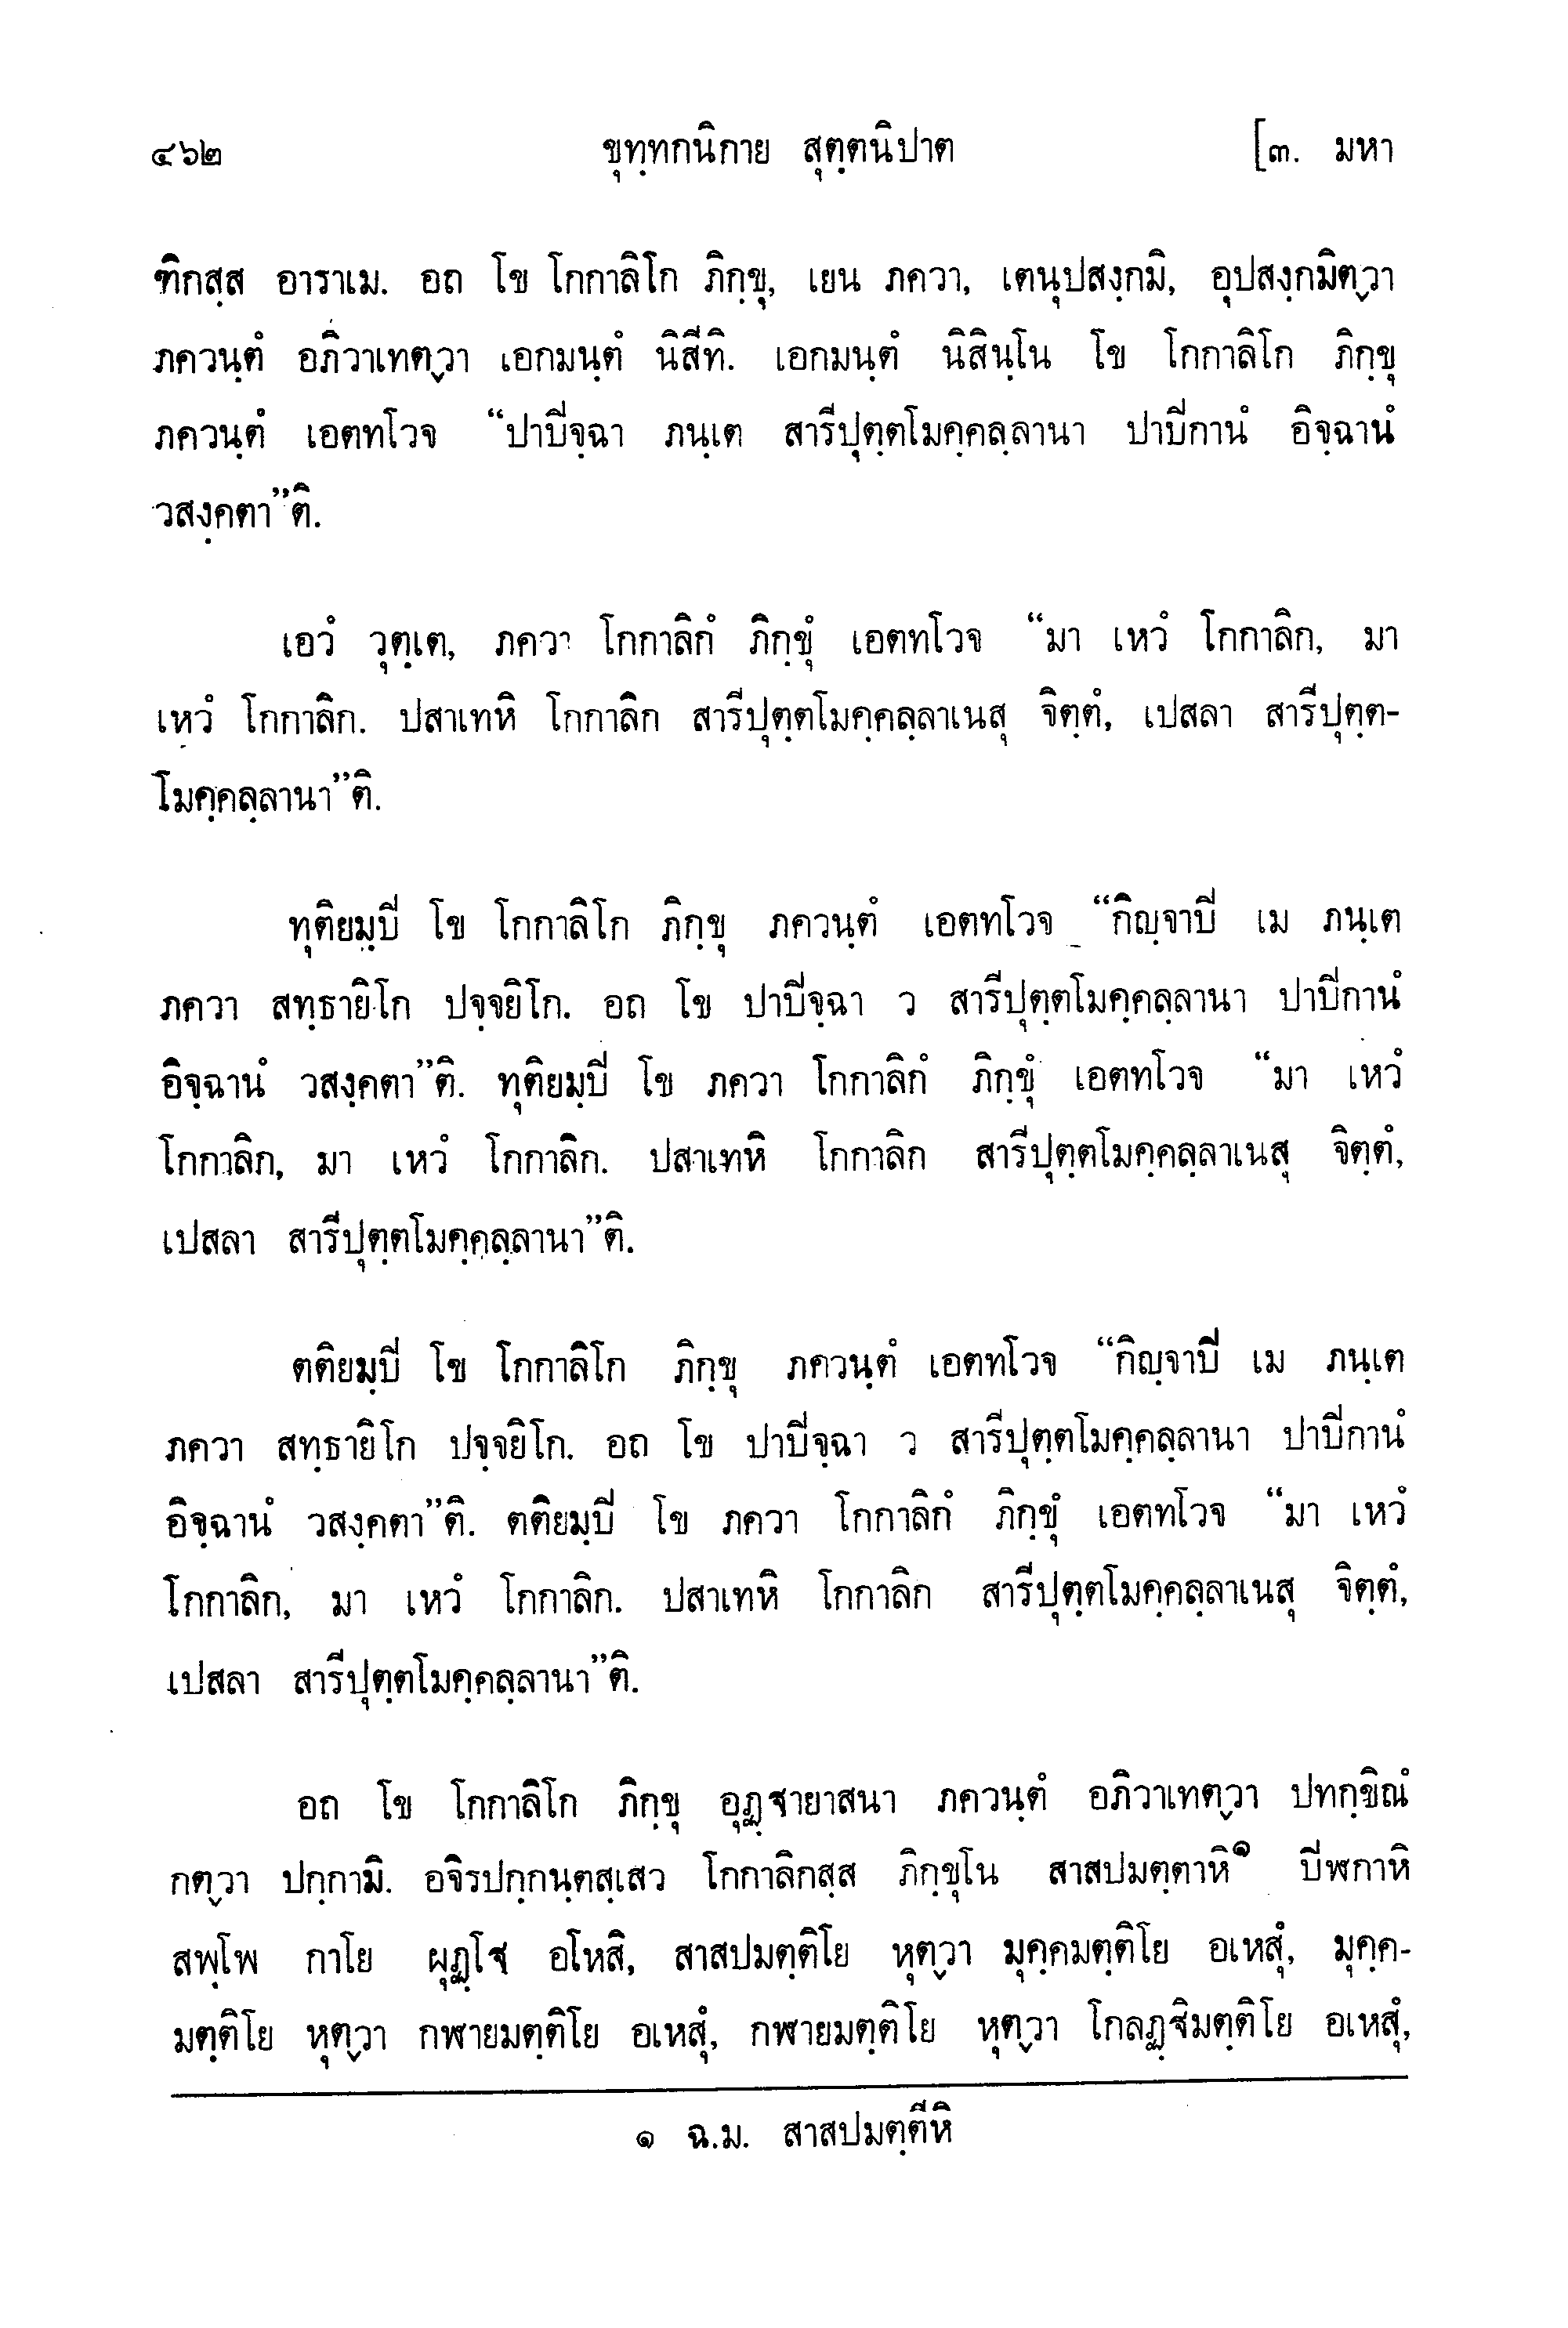 ๔๖๒ ขุทฺทกนิกาย สุตฺตนิปาต [๓. มหา
ฑิกสฺส อาราเม. อถ โข โกกาลิโก ภิกฺขุ, เยน ภควา, เตนุปสงฺกมิ, อุปสงฺกมิตฺวา
ภควนฺตํ อภิวาเทตฺวา เอกมนฺตํ นิสีทิ. เอกมนฺตํ นิสินฺโน โข โกกาลิโก ภิกฺขุ
ภควนฺตํ เอตทโวจ “ปาปิจฺฉา ภนฺเต สารีปุตฺตโมคฺคลฺลานา ปาปิกานํ อิจฺฉานํ
วสงฺคตา”ติ.
เอวํ วุตฺเต, ภควา โกกาลิกํ ภิกฺขุํ เอตทโวจ “มา เหวํ โกกาลิก, มา
เหวํ โกกาลิก. ปสาเทหิ โกกาลิก สารีปุตฺตโมคฺคลฺลาเนสุ จิตฺตํ, เปสลา สารีปุตฺต-
โมคฺคลฺลานา”ติ.
ทุติยมฺปิ โข โกกาลิโก ภิกฺขุ ภควนฺตํ เอตทโวจ “กิญฺจาปิ เม ภนฺเต
ภควา สทฺธายิโก ปจฺจยิโก. อถ โข ปาปิจฺฉา ว สารีปุตฺตโมคฺคลฺลานา ปาปิกานํ
อิจฺฉานํ วสงฺคตา”ติ. ทุติยมฺปิ โข ภควา โกกาลิกํ ภิกฺขุํ เอตทโวจ “มา เหวํ
โกกาลิก, มา เหวํ โกกาลิก. ปสาเทหิ โกกาลิก สารีปุตฺตโมคฺคลฺลาเนสุ จิตฺตํ,
เปสลา สารีปุตฺตโมคฺคลฺลานา”ติ.
ตติยมฺปิ โข โกกาลิโก ภิกฺขุ ภควนฺตํ เอตทโวจ “กิญฺจาปิ เม ภนฺเต
ภควา สทฺธายิโก ปจฺจยิโก. อถ โข ปาปิจฺฉา ว สารีปุตฺตโมคฺคลฺลานา ปาปิกานํ
อิจฺฉานํ วสงฺคตา”ติ. ตติยมฺปิ โข ภควา โกกาลิกํ ภิกฺขุํ เอตทโวจ “มา เหวํ
โกกาลิก, มา เหวํ โกกาลิก. ปสาเทหิ โกกาลิก สารีปุตฺตโมคฺคลฺลาเนสุ จิตฺตํ,
เปสลา สารีปุตฺตโมคฺคลฺลานา”ติ.
อถ โข โกกาลิโก ภิกฺขุ อุฏฺฐายาสนา ภควนฺตํ อภิวาเทตฺวา ปทกฺขิณํ
กตฺวา ปกฺกามิ. อจิรปกฺกนฺตสฺเสว โกกาลิกสฺส ภิกฺขุโน สาสปมตฺตาหิ๑ ปิฬกาหิ
สพฺโพ กาโย ผุฏฺโฐ อโหสิ, สาสปมตฺติโย หุตฺวา มุคฺคมตฺติโย อเหสุํ, มุคฺค-
มตฺติโย หุตฺวา กฬายมตฺติโย อเหสุํ, กฬายมตฺติโย หุตฺวา โกลฏฺฐิมตฺติโย อเหสุํ,
๑ ฉ.ม. สาสปมตฺตีหิ